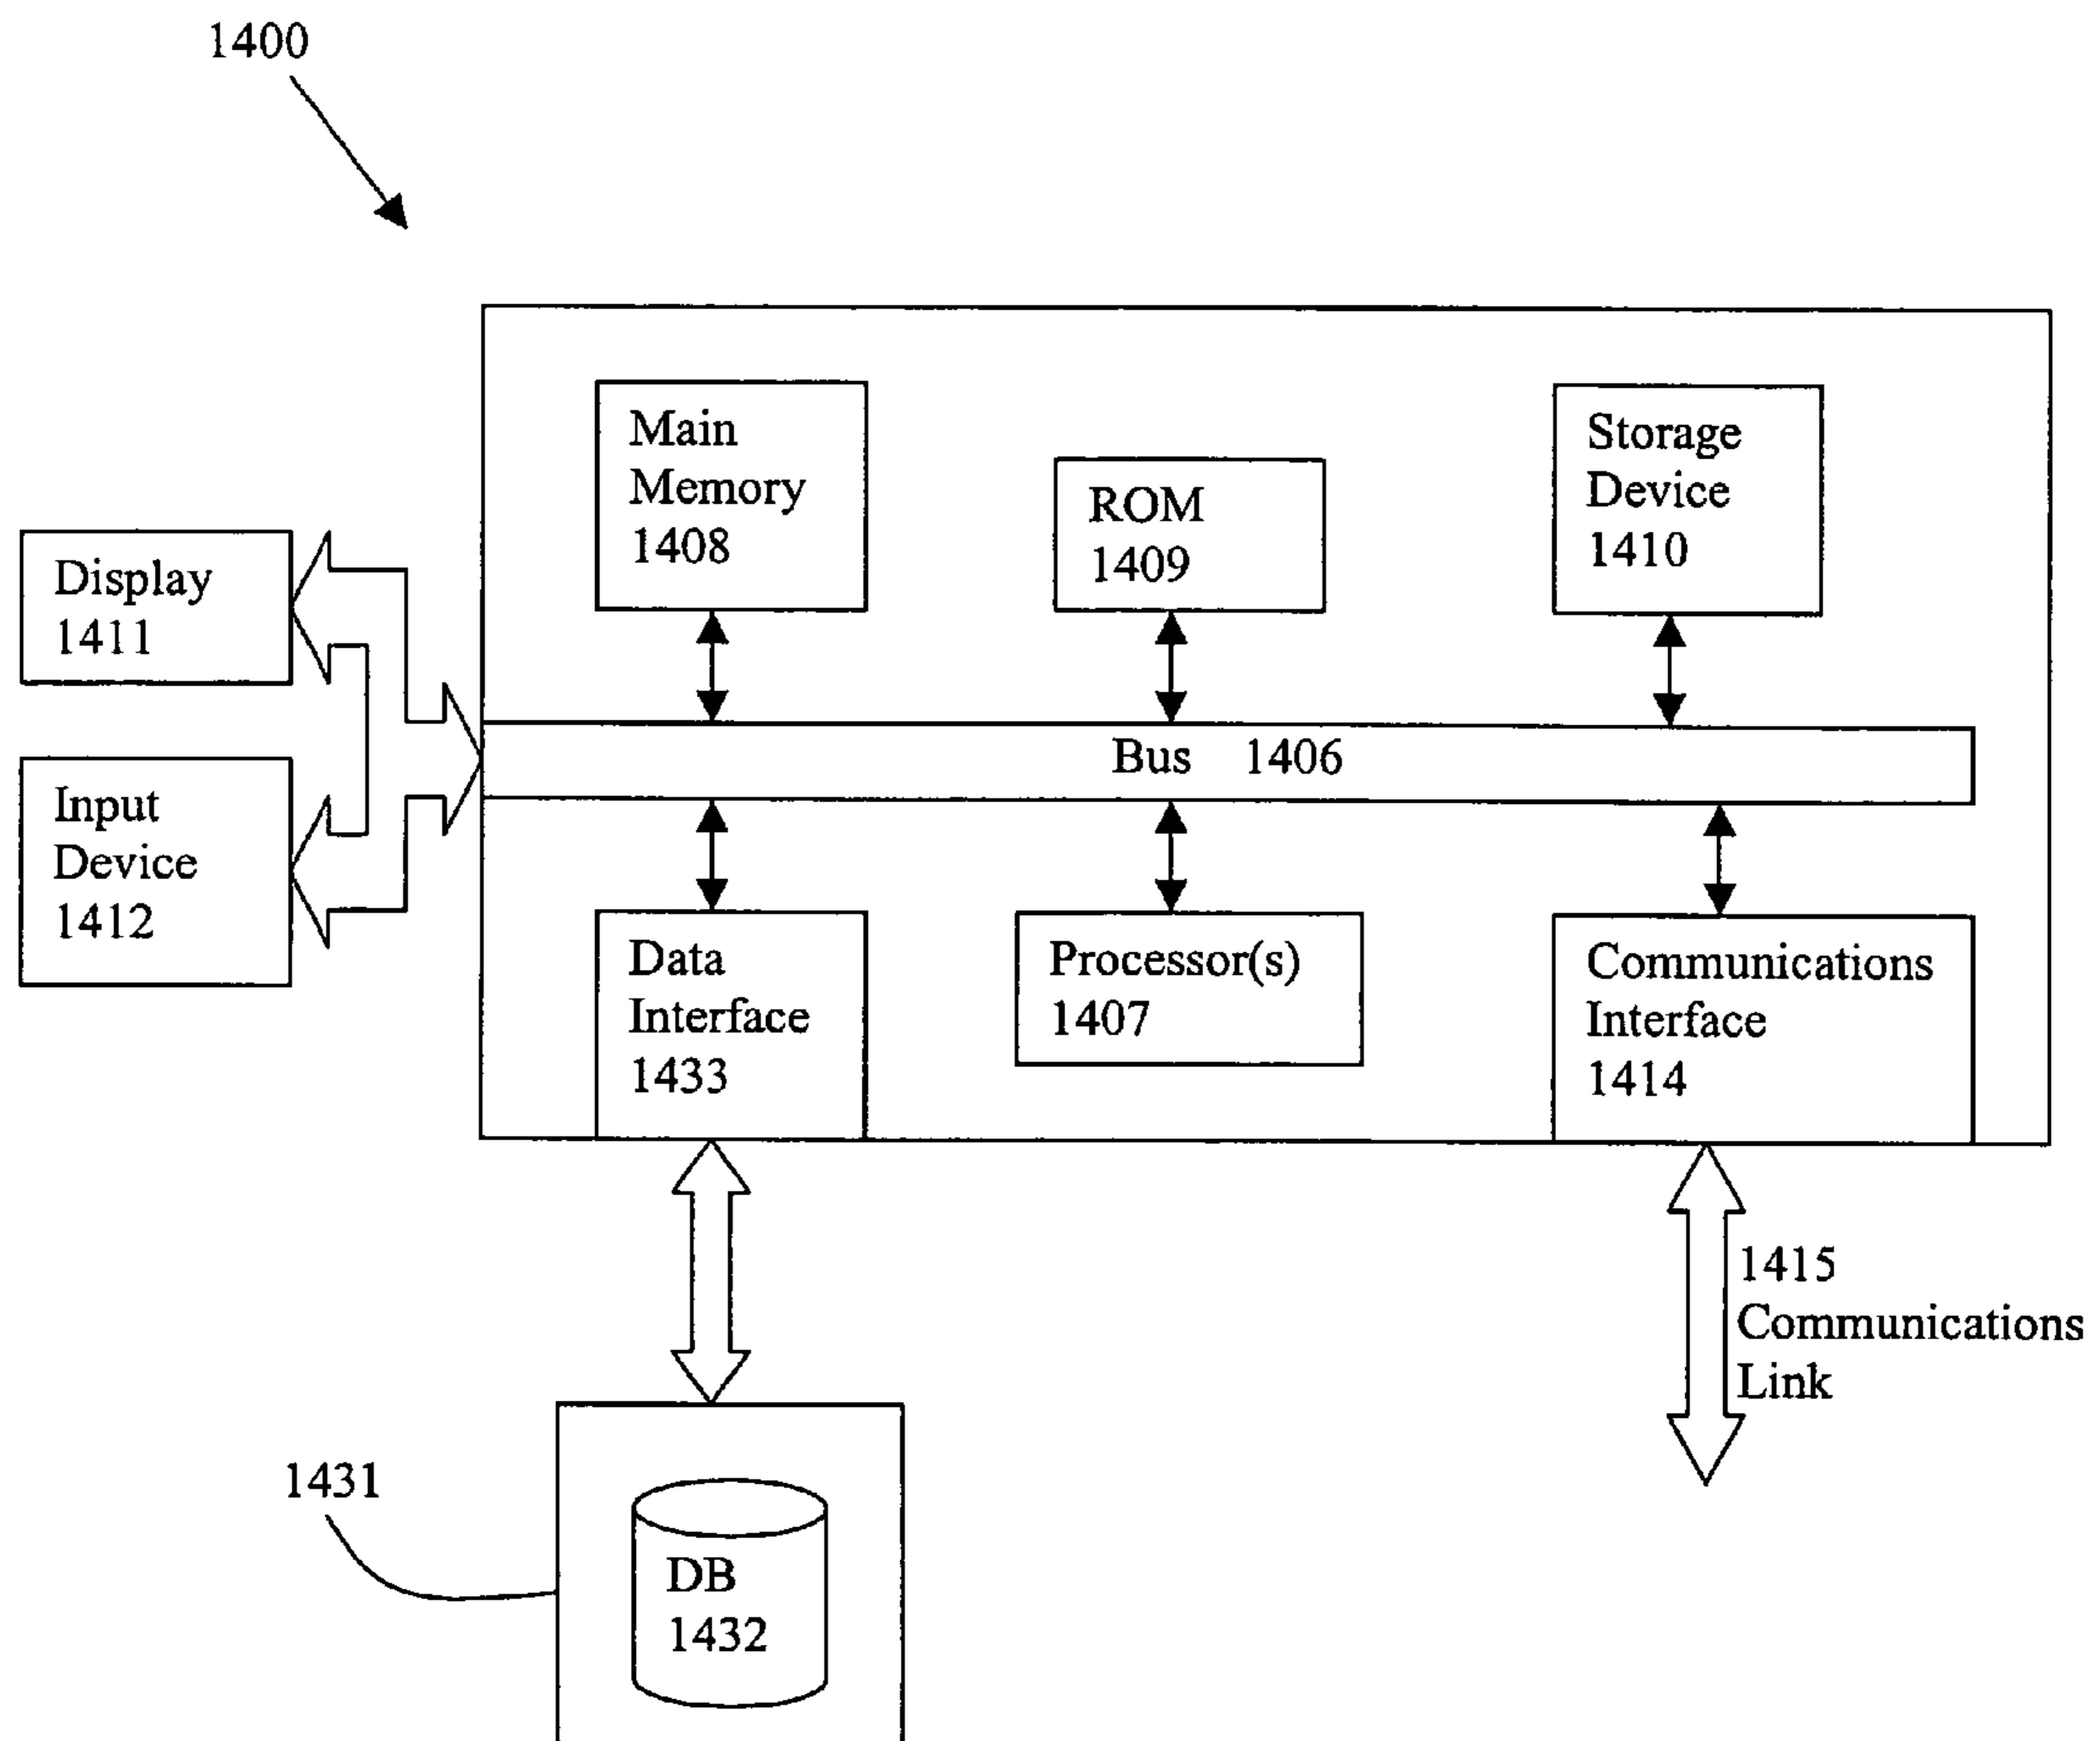 1400
Main
Memory
1408
ROM
1409
Storage
Device
1410
Display
1411
Bus 1406
Input
Device
1412
Data
Interface
1433
Processor(s)
1407
Communications
Interface
1414
1415
Communications
Link
1431
DB
1432